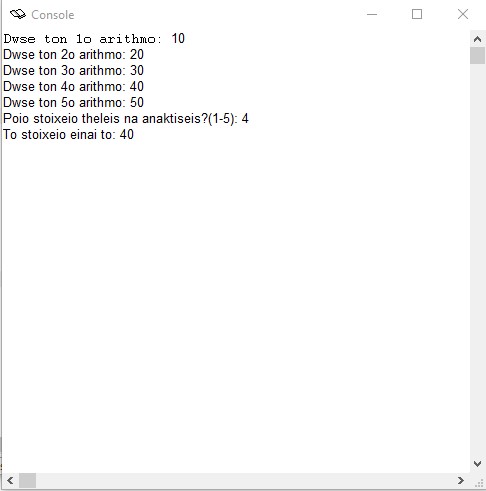 Console
Dwse ton 1o arithmo: 10
Dwse ton 2o arithmo: 20
Dwse ton 3o arithmo: 30
Dwse ton 4o arithmo: 40
Dwse ton 5o arithmo: 50
Poio stoixeio theleis na anaktiseis?(1-5): 4
To stoixeio einai to: 40